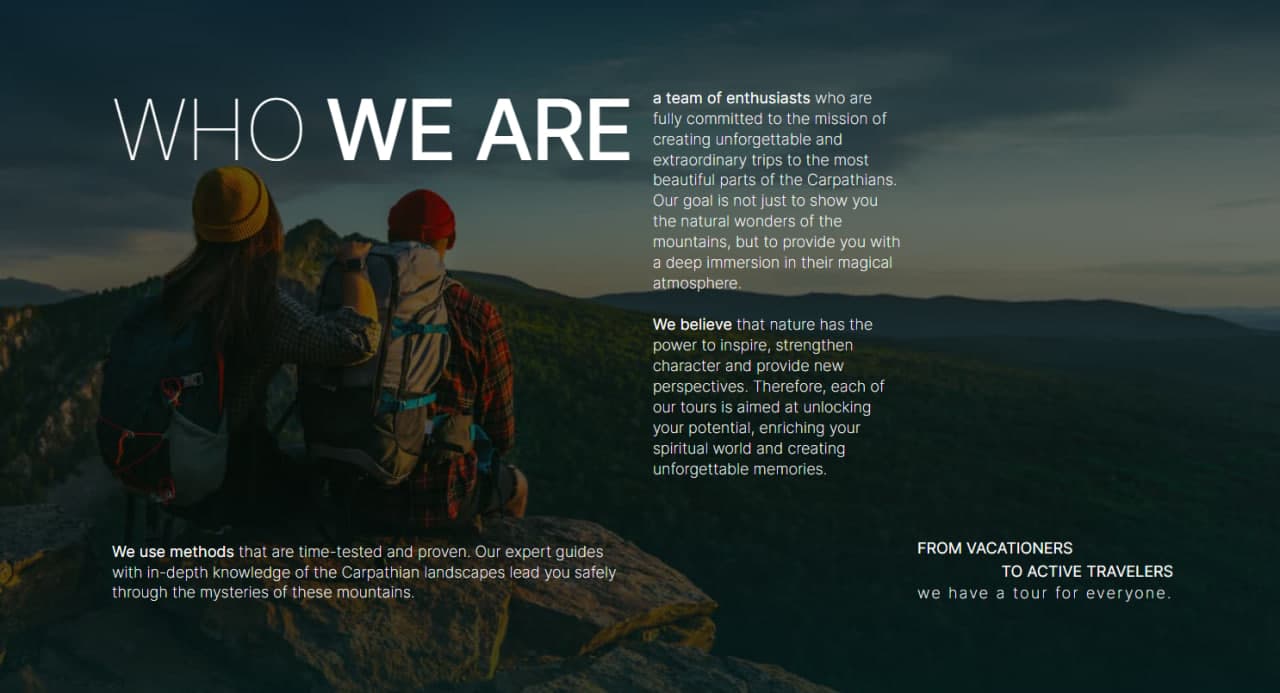 WHO WE ARE
a team of enthusiasts who are
fully committed to the mission of
creating unforgettable and
extraordinary trips to the most
beautiful parts of the Carpathians.
Our goal is not just to show you
the natural wonders of the
mountains, but to provide you with
a deep immersion in their magical
atmosphere.
We believe that nature has the
power to inspire, strengthen
character and provide new
perspectives. Therefore, each of
our tours is aimed at unlocking
your potential, enriching your
spiritual world and creating
unforgettable memories.
We use methods that are time-tested and proven. Our expert guides
with in-depth knowledge of the Carpathian landscapes lead you safely
through the mysteries of these mountains.
FROM VACATIONERS
TO ACTIVE TRAVELERS
we have a tour for everyone.